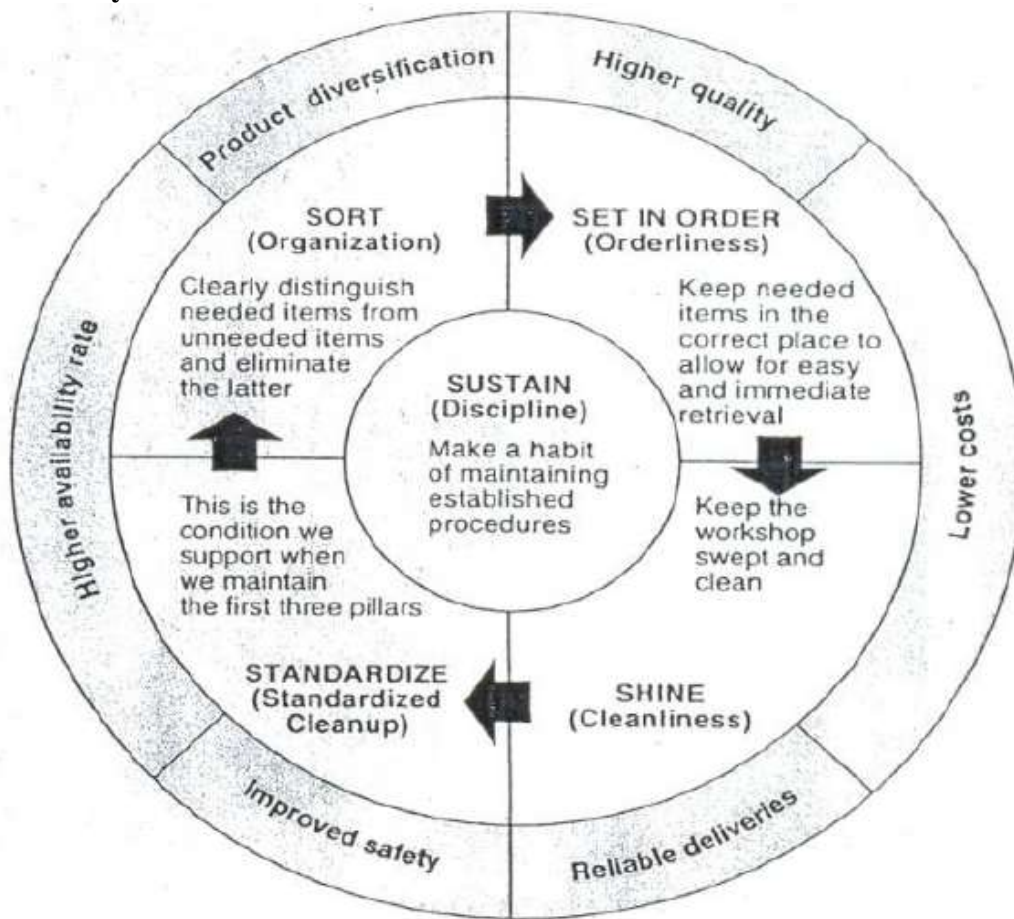 Product diversification
Higher quality
Lower costs
Reliable deliveries
Improved safety
Higher availability rate
SORT
(Organization)
Clearly distinguish
needed items from
unneeded items
and eliminate
the latter
SET IN ORDER
(Orderliness)
Keep needed
items in the
correct place to
allow for easy
and immediate
retrieval
SUSTAIN
(Discipline)
Make a habit
of maintaining
established
procedures
Keep the
workshop
swept and
clean
SHINE
(Cleanliness)
This is the
condition we
support when
we maintain
the first three pillars
STANDARDIZE
(Standardized
Cleanup)